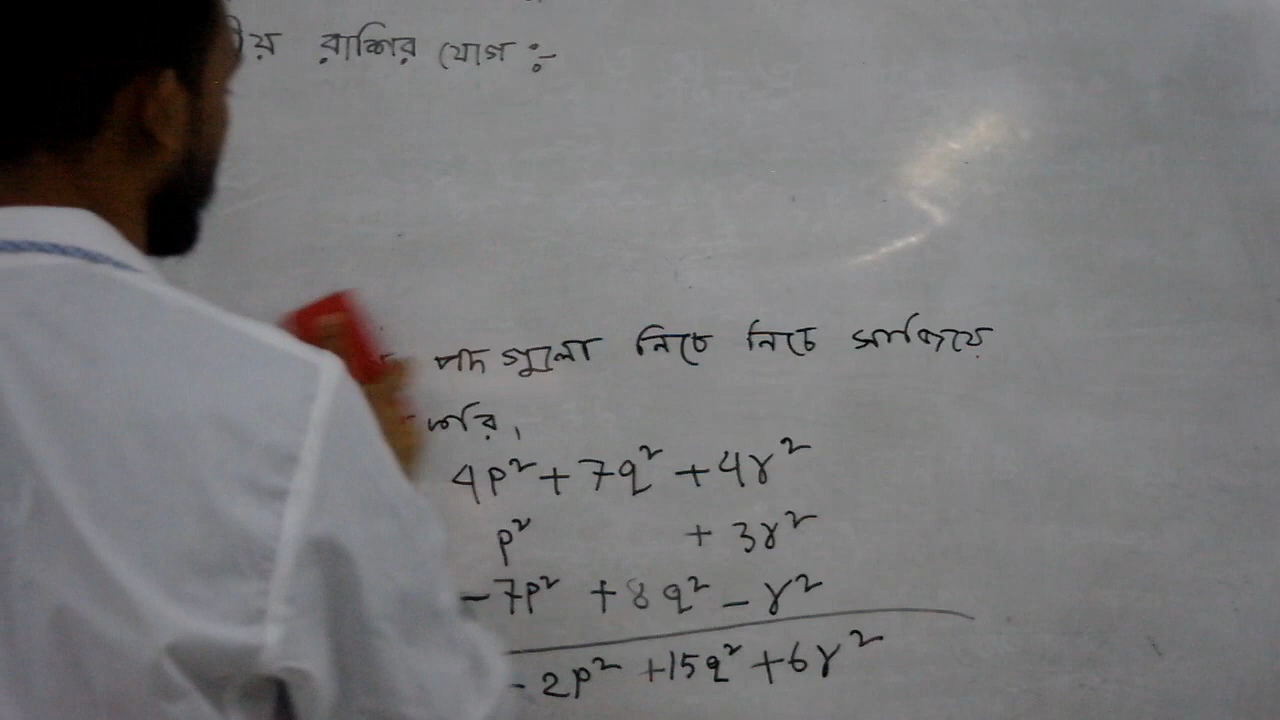 রাশির যোগ :-
পদ গুলো নিচে নিচে সাজিয়ে
করি,
4p² + 7q² + 4r²
p² + 3r²
-7p² + 8q² - r²
-2p² + 15q² + 6r²